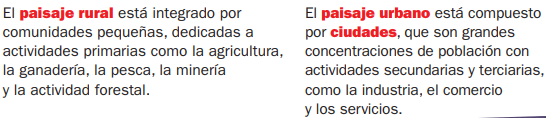 El paisaje rural está integrado por
comunidades pequeñas, dedicadas a
actividades primarias como la agricultura,
la ganadería, la pesca, la minería
y la actividad forestal.
El paisaje urbano está compuesto
por ciudades, que son grandes
concentraciones de población con
actividades secundarias y terciarias,
como la industria, el comercio
y los servicios.